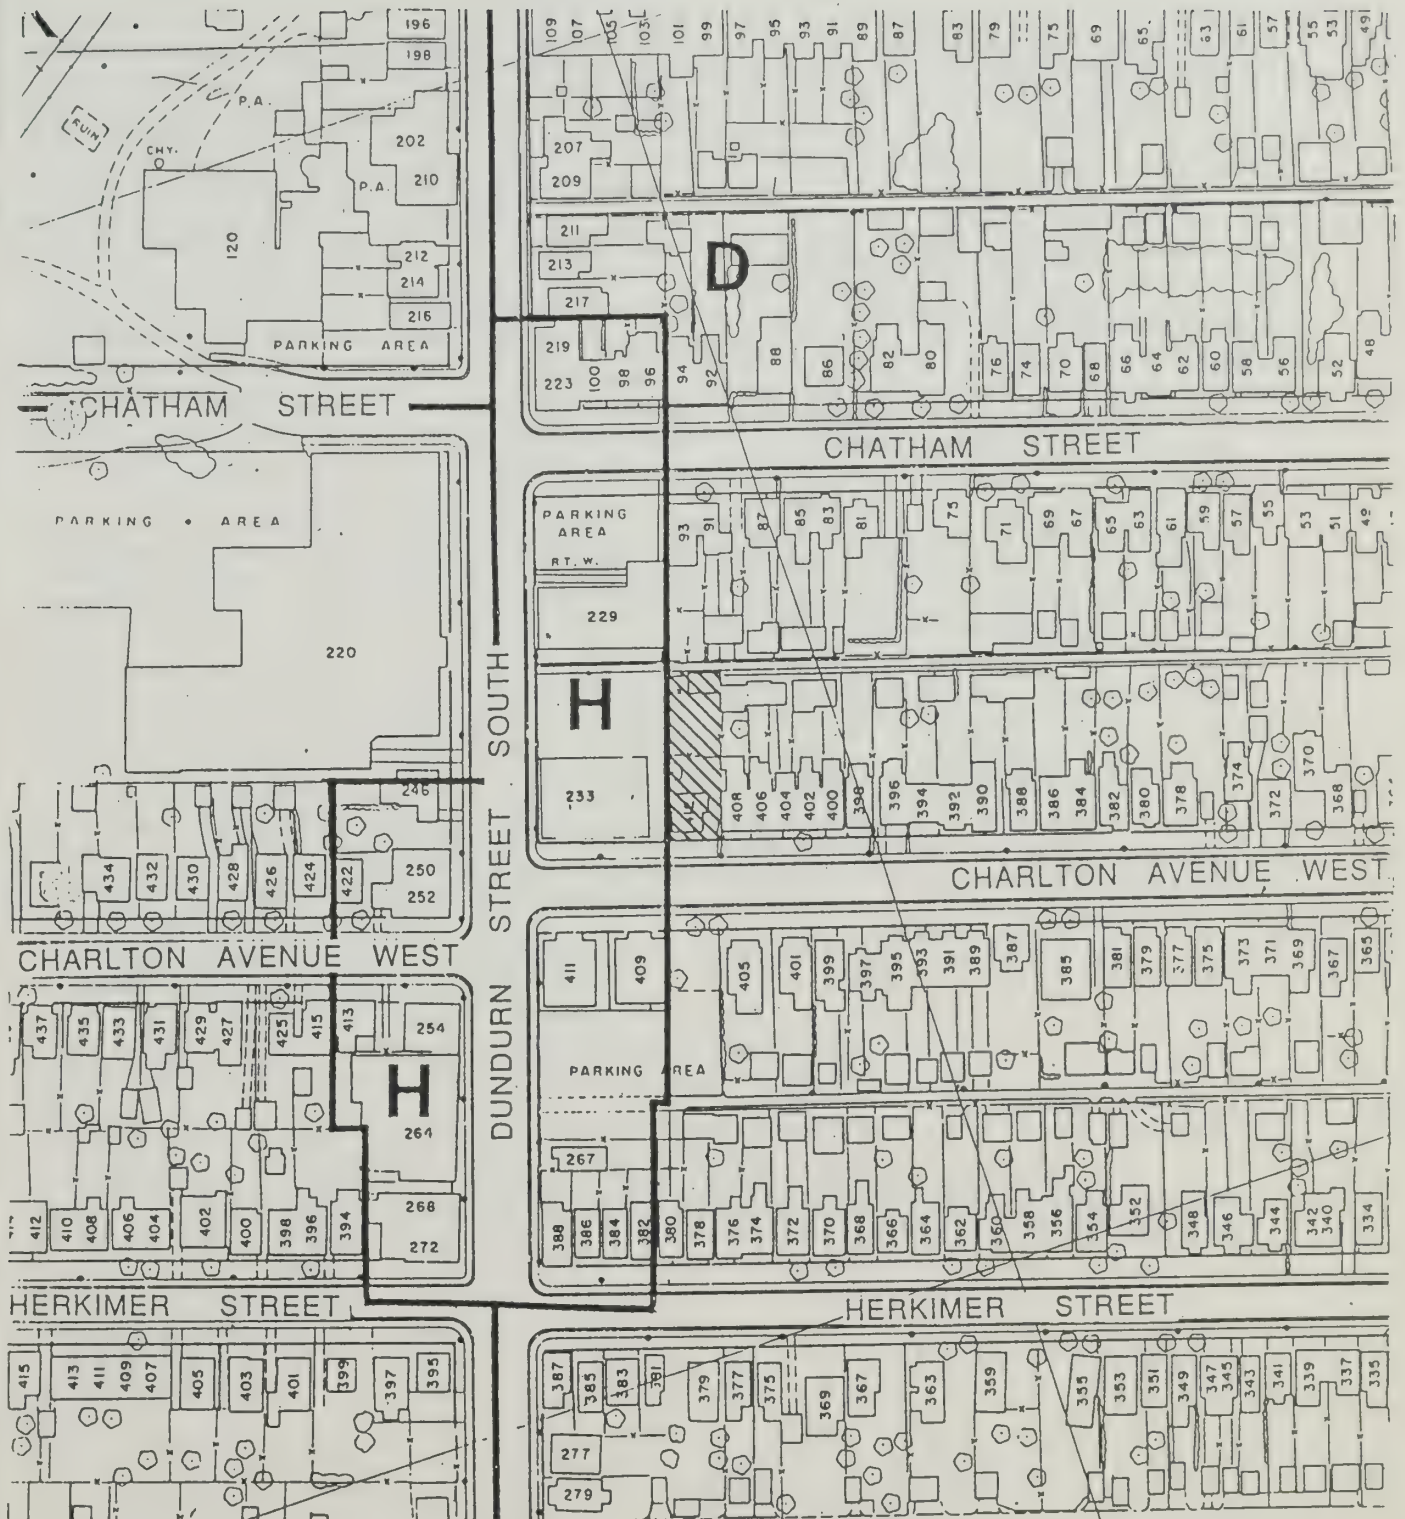 196
198
P.A.
RUIN
CHY.
202
210
P.A.
120
212
214
216
PARKING AREA
109 107 105 103 101 99 97 95 93 91 89 87 83 79 75 69 65 63 61 57 55 53 49
207
209
211
213
217
D
219
223 100 98 96 94 92 88 86 82 80 76 74 70 68 66 64 62 60 58 56 52 48
CHATHAM STREET
CHATHAM STREET
PARKING AREA
220
PARKING
AREA
RT. W.
229
93 91 87 85 83 81 75 71 69 67 65 63 61 59 57 55 53 51 49
H
233
408 406 404 402 400 398 396 394 392 390 388 386 384 382 380 378 374 372 370 368
DUNDURN STREET SOUTH
246
434 432 430 428 426 424 422
250
252
CHARLTON AVENUE WEST
CHARLTON AVENUE WEST
437 435 433 431 429 427 425 415 413
254
H
264
268
272
411 409 405 401 399 397 395 393 391 389 387 385 381 379 377 375 373 371 369 367 365
PARKING AREA
267
412 410 408 406 404 402 400 398 396 394
388 386 384 382 380 378 376 374 372 370 368 366 364 362 360 358 356 354 352 348 346 344 342 340 334
HERKIMER STREET
HERKIMER STREET
415 413 411 409 407 405 403 401 399 397 395
387 385 383 381 379 377 375 369 367 363 359 355 353 351 349 347 345 343 341 339 337 335
277
279